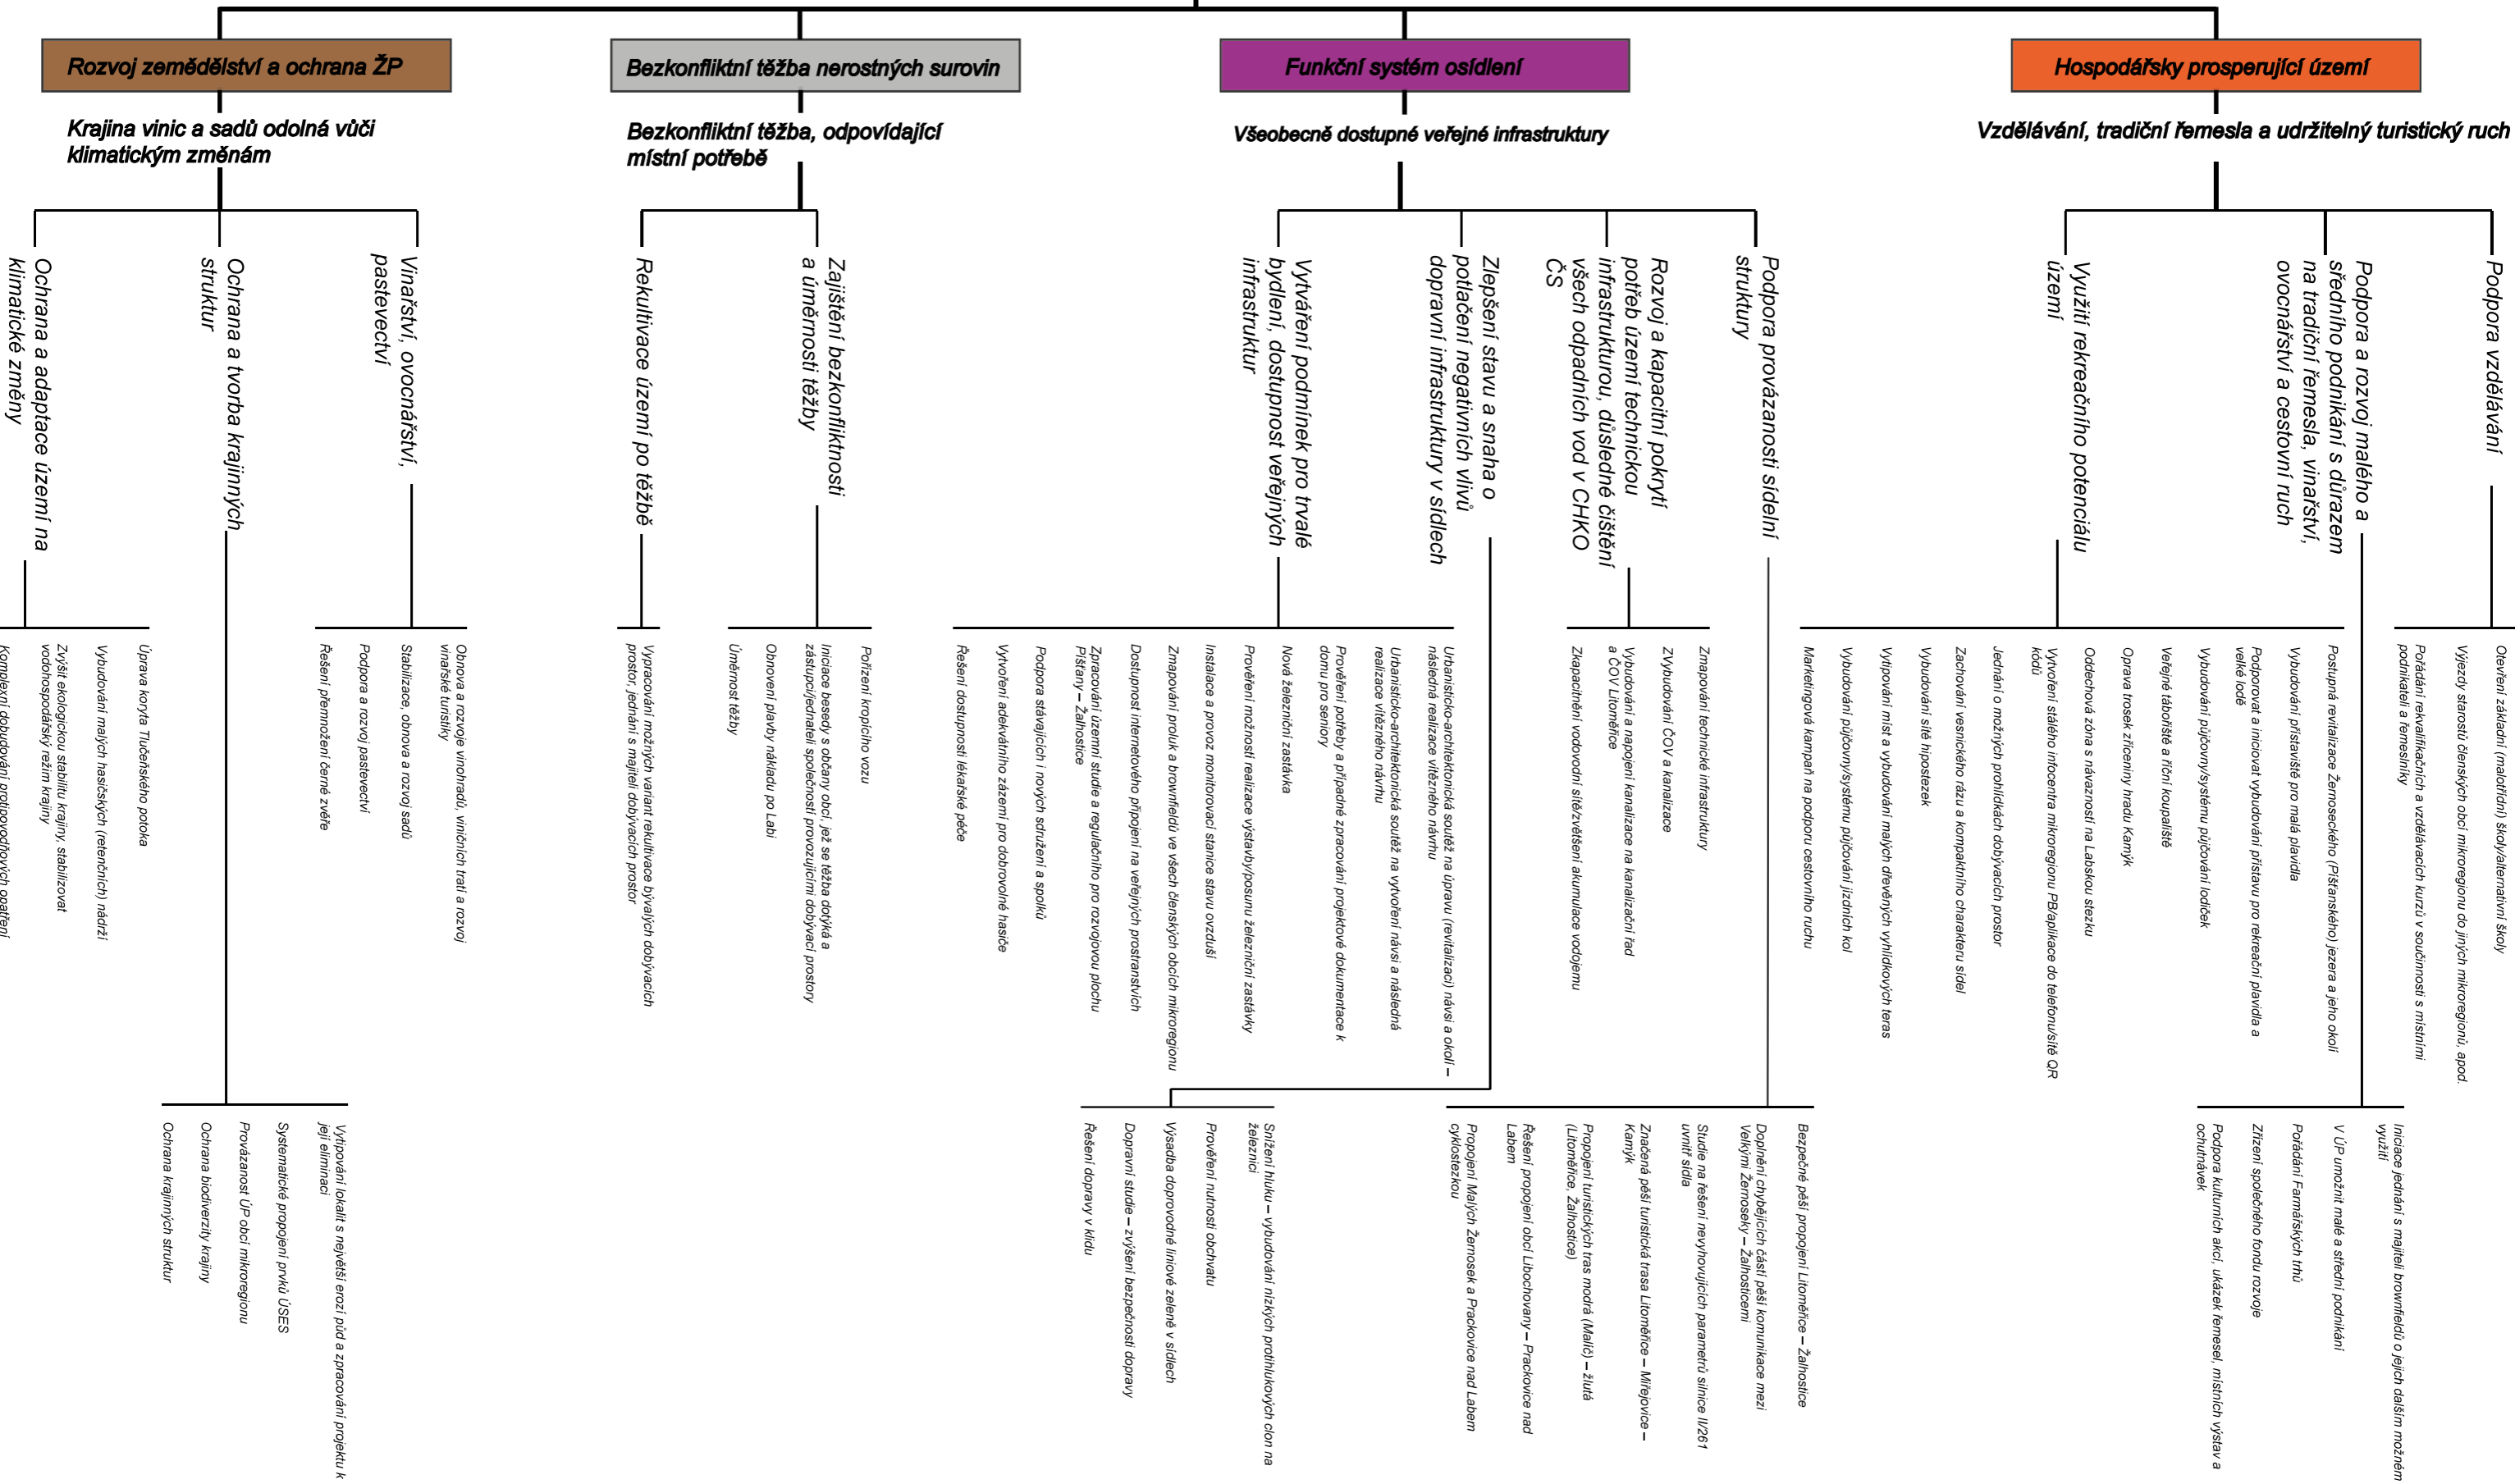 Rozvoj zemědělství a ochrana ŽP
Krajina vinic a sadů odolná vůči
klimatickým změnám
Vinařství, ovocnářství,
pastevectví
Obnova a rozvoje vinohradů, viničních tratí a rozvoj
vinařské turistiky
Stabilizace, obnova a rozvoj sadů
Podpora a rozvoj pastevectví
Řešení přemnožení černé zvěře
Ochrana a tvorba krajinných
struktur
Vytipování lokalit s největší erozí půd a zpracování projektu k
její eliminaci
Systematické propojení prvků ÚSES
Provázanost ÚP obcí mikroregionu
Ochrana biodiverzity krajiny
Ochrana krajinných struktur
Ochrana a adaptace území na
klimatické změny
Úprava koryta Tlučeňského potoka
Vybudování malých hasičských (retenčních) nádrží
Zvýšit ekologickou stabilitu krajiny, stabilizovat
vodohospodářský režim krajiny
Komplexní dobudování protipovodňových opatření
Bezkonfliktní těžba nerostných surovin
Bezkonfliktní těžba, odpovídající
místní potřebě
Zajištění bezkonfliktnosti
a úměrnosti těžby
Pořízení kropicího vozu
Iniciace besedy s občany obcí, jež se těžba dotýká a
zástupci/jednateli společností provozujícími dobývací prostory
Obnovení plavby nákladu po Labi
Úměrnost těžby
Rekultivace území po těžbě
Vypracování možných variant rekultivace bývalých dobývacích
prostor, jednání s majiteli dobývacích prostor
Funkční systém osídlení
Všeobecně dostupné veřejné infrastruktury
Podpora provázanosti sídelní
struktury
Bezpečné pěší propojení Litoměřice – Žalhostice
Doplnění chybějících částí pěší komunikace mezi
Velkými Žernoseky – Žalhosticemi
Studie na řešení nevyhovujících parametrů silnice II/261
uvnitř sídla
Značená pěší turistická trasa Litoměřice – Miřejovice –
Kamýk
Propojení turistických tras modrá (Malíč) – žlutá
(Litoměřice, Žalhostice)
Řešení propojení obcí Libochovany – Prackovice nad
Labem
Propojení Malých Žernosek a Prackovice nad Labem
cyklostezkou
Rozvoj a kapacitní pokrytí
potřeb území technickou
infrastrukturou, důsledné čištění
všech odpadních vod v CHKO
ČS
Zmapování technické infrastruktury
ZVybudování ČOV a kanalizace
Vybudování a napojení kanalizace na kanalizační řad
a ČOV Litoměřice
Zkapacitnění vodovodní sítě/zvětšení akumulace vodojemu
Zlepšení stavu a snaha o
potlačení negativních vlivů
dopravní infrastruktury v sídlech
Snížení hluku – vybudování nízkých protihlukových clon na
železnici
Prověření nutnosti obchvatu
Výsadba doprovodné liniové zeleně v sídlech
Dopravní studie – zvýšení bezpečnosti dopravy
Řešení dopravy v klidu
Vytváření podmínek pro trvalé
bydlení, dostupnost veřejných
infrastruktur
Urbanisticko-architektonická soutěž na úpravu (revitalizaci) návsi a okolí –
následná realizace vítězného návrhu
Urbanisticko-architektonická soutěž na vytvoření návsi a následná
realizace vítězného návrhu
Prověření potřeby a případné zpracování projektové dokumentace k
domu pro seniory
Nová železniční zastávka
Prověření možnosti realizace výstavby/posunu železniční zastávky
Instalace a provoz monitorovací stanice stavu ovzduší
Zmapování proluk a brownfieldů ve všech členských obcích mikroregionu
Dostupnost internetového připojení na veřejných prostranstvích
Zpracování územní studie a regulačního pro rozvojovou plochu
Píšťany – Žalhostice
Podpora stávajících i nových sdružení a spolků
Vytvoření adekvátního zázemí pro dobrovolné hasiče
Řešení dostupnosti lékařské péče
Hospodářsky prosperující území
Vzdělávání, tradiční řemesla a udržitelný turistický ruch
Podpora vzdělávání
Otevření základní (malotřídní) školy/alternativní školy
Výjezdy starostů členských obcí mikroregionu do jiných mikroregionů, apod.
Pořádání rekvalifikačních a vzdělávacích kurzů v součinnosti s místními
podnikateli a řemeslníky
Podpora a rozvoj malého a
středního podnikání s důrazem
na tradiční řemesla, vinařství,
ovocnářství a cestovní ruch
Iniciace jednání s majiteli brownfieldů o jejich dalším možném
využití
V ÚP umožnit malé a střední podnikání
Pořádání Farmářských trhů
Zřízení společného fondu rozvoje
Podpora kulturních akcí, ukázek řemesel, místních výstav a
ochutnávek
Využití rekreačního potenciálu
území
Postupná revitalizace Žernoseckého (Píšťanského) jezera a jeho okolí
Vybudování přístaviště pro malá plavidla
Podporovat a iniciovat vybudování přístavu pro rekreační plavidla a
velké lodě
Vybudování půjčovny/systému půjčování lodiček
Veřejné tábořiště a říční koupaliště
Oprava trosek zříceniny hradu Kamýk
Oddechová zóna s návazností na Labskou stezku
Vytvoření stálého infocentra mikroregionu PB/aplikace do telefonu/sítě QR
kódů
Jednání o možných prohlídkách dobývacích prostor
Zachování vesnického rázu a kompaktního charakteru sídel
Vybudování sítě hipostezek
Vytipování míst a vybudování malých dřevěných vyhlídkových teras
Vybudování půjčovny/systému půjčování jízdních kol
Marketingová kampaň na podporu cestovního ruchu